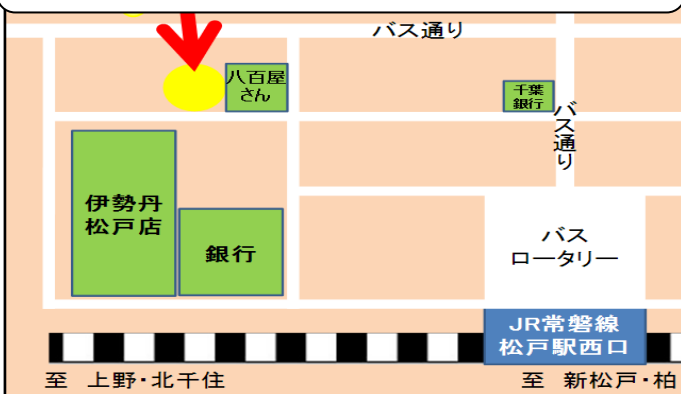 バス通り
八百屋
さん
千葉
銀行
バス通り
伊勢丹
松戸店
銀行
バス
ロータリー
JR常磐線
松戸駅西口
至 上野・北千住
至 新松戸・柏